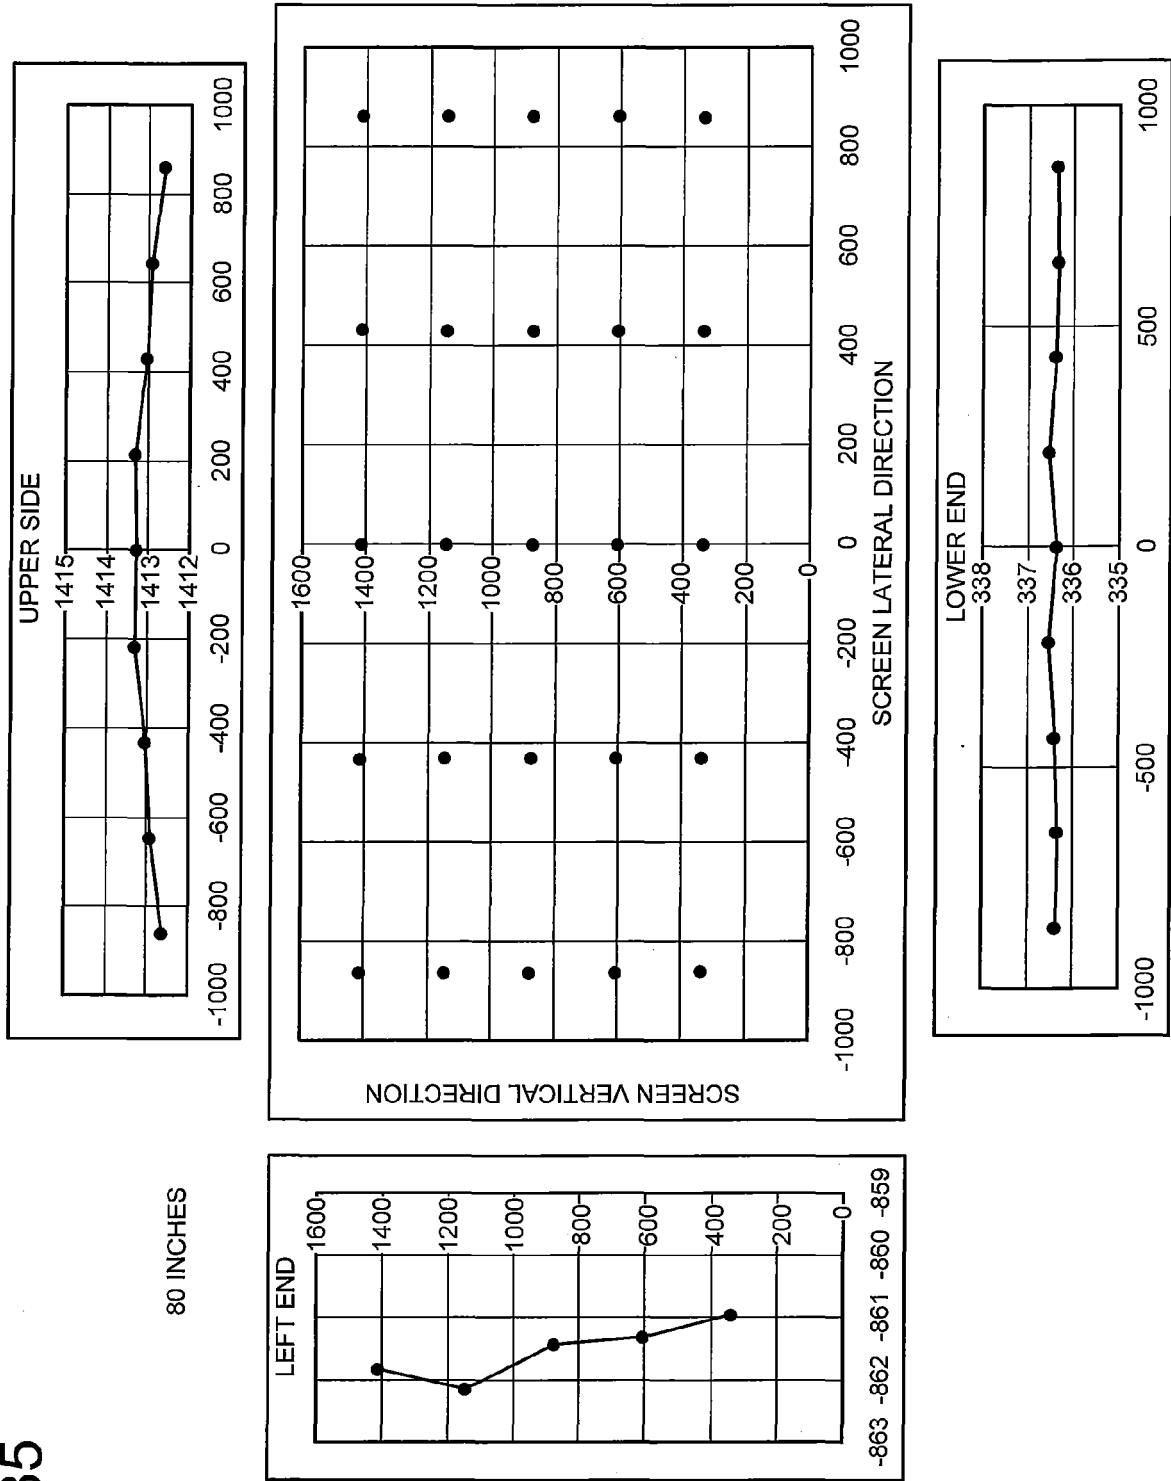 35
80 INCHES
UPPER SIDE
1415
1414
1413
1412
-1000 -800 -600 -400 -200 0 200 400 600 800 1000
LEFT END
1600
1400
1200
1000
800
600
400
200
0
-863 -862 -861 -860 -859
SCREEN VERTICAL DIRECTION
1600
1400
1200
1000
800
600
400
200
0
-1000 -800 -600 -400 -200 0 200 400 600 800 1000
SCREEN LATERAL DIRECTION
LOWER END
338
337
336
335
-1000 -500 0 500 1000